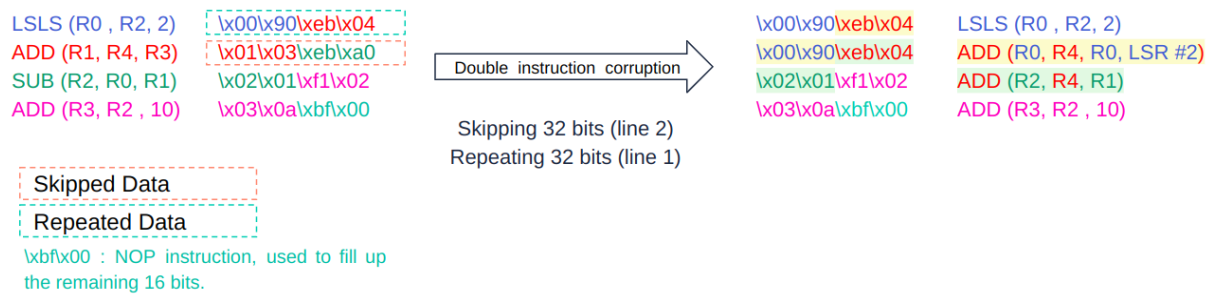 LSLS (R0 , R2, 2) \x00\x90\xeb\x04 \x00\x90\xeb\x04 LSLS (R0 , R2, 2)
ADD (R1, R4, R3) \x01\x03\xeb\xa0 \x00\x90\xeb\x04 ADD (R0, R4, R0, LSR #2)
SUB (R2, R0, R1) \x02\x01\xf1\x02 Double instruction corruption \x02\x01\xf1\x02 ADD (R2, R4, R1)
ADD (R3, R2 , 10) \x03\x0a\xbf\x00 \x03\x0a\xbf\x00 ADD (R3, R2 , 10)
Skipping 32 bits (line 2)
Repeating 32 bits (line 1)
Skipped Data
Repeated Data
\xbf\x00 : NOP instruction, used to fill up
the remaining 16 bits.